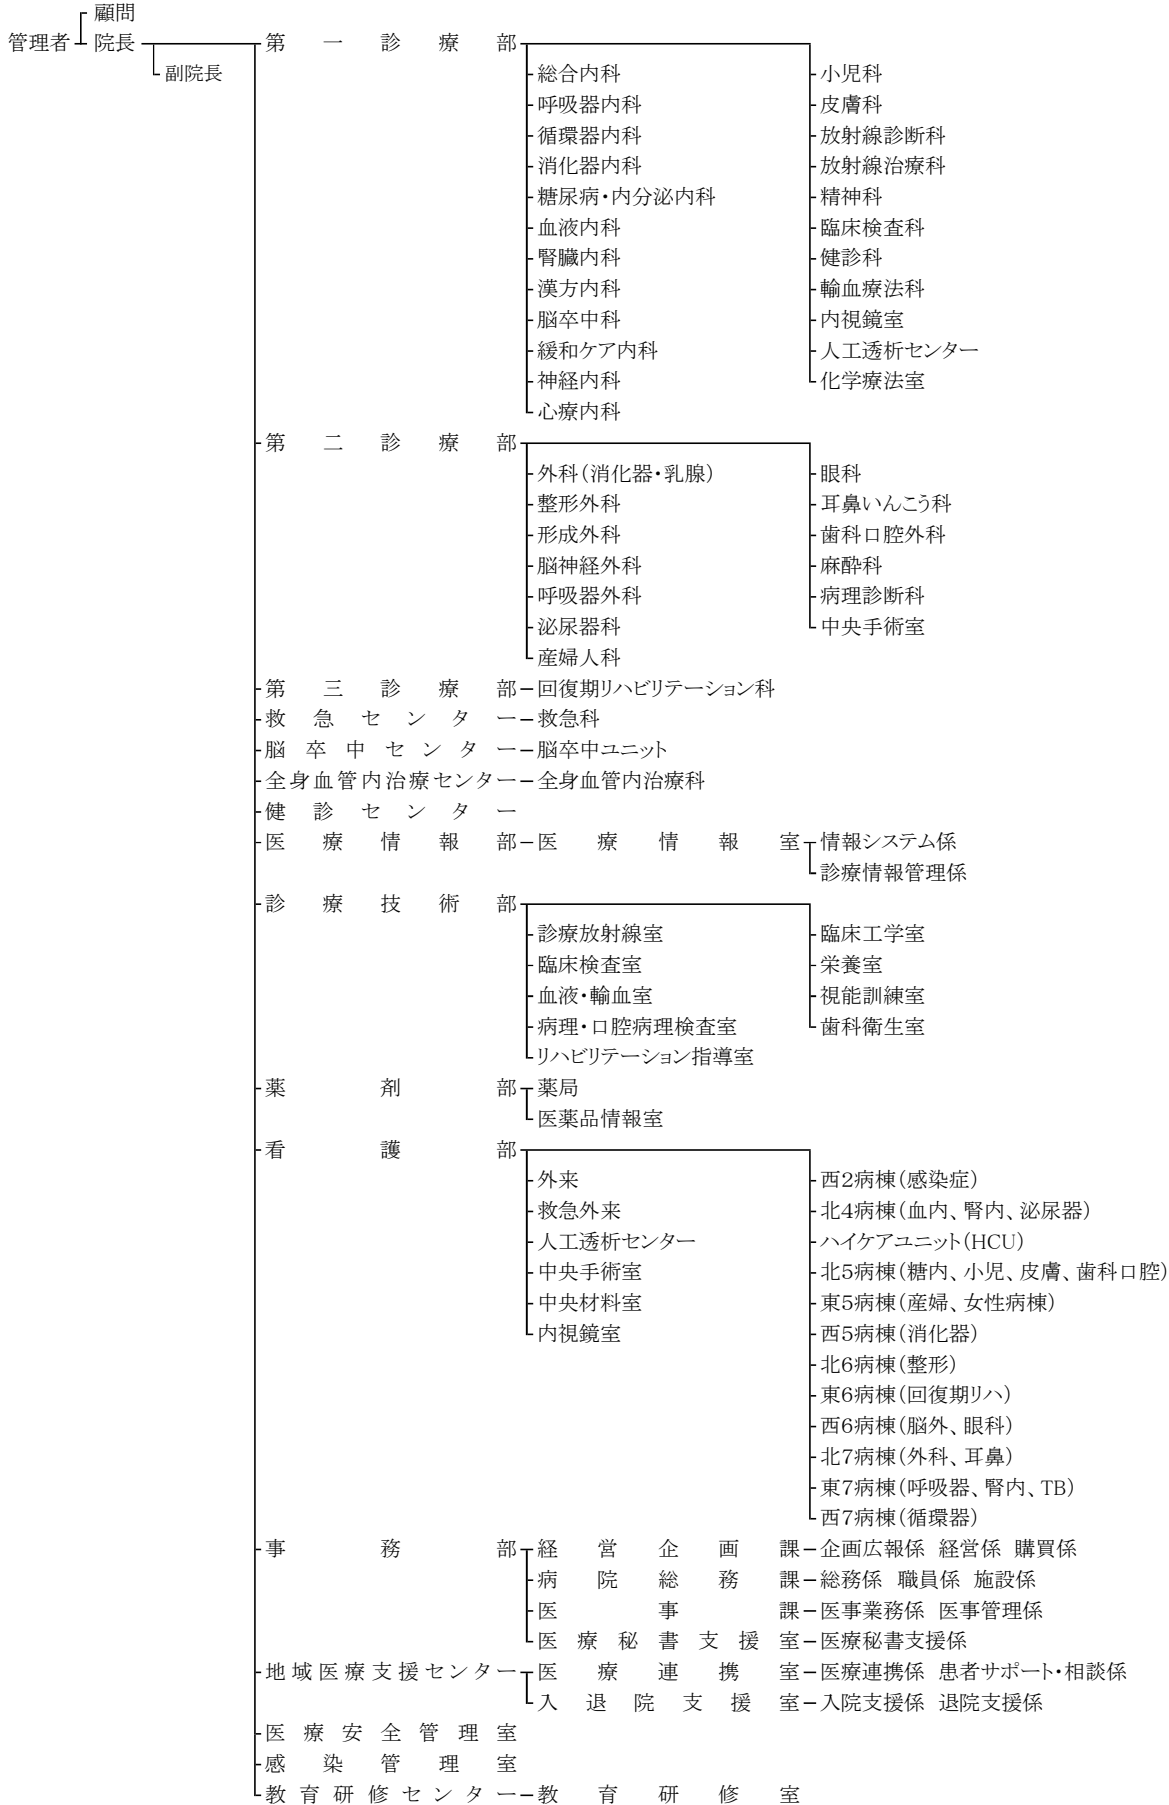 顧問
管理者 院長 第一診療部
副院長 総合内科 小児科
呼吸器内科 皮膚科
循環器内科 放射線診断科
消化器内科 放射線治療科
糖尿病・内分泌内科 精神科
血液内科 臨床検査科
腎臓内科 健診科
漢方内科 輸血療法科
脳卒中科 内視鏡室
緩和ケア内科 人工透析センター
神経内科 化学療法室
心療内科
第二診療部
外科(消化器・乳腺) 眼科
整形外科 耳鼻いんこう科
形成外科 歯科口腔外科
脳神経外科 麻酔科
呼吸器外科 病理診断科
泌尿器科 中央手術室
産婦人科
第三診療部 回復期リハビリテーション科
救急センター 救急科
脳卒中センター 脳卒中ユニット
全身血管内治療センター 全身血管内治療科
健診センター
医療情報部 医療情報室 情報システム係
診療情報管理係
診療技術部
診療放射線室 臨床工学室
臨床検査室 栄養室
血液・輸血室 視能訓練室
病理・口腔病理検査室 歯科衛生室
リハビリテーション指導室
薬剤部 薬局
医薬品情報室
看護部
外来 西2病棟(感染症)
救急外来 北4病棟(血内、腎内、泌尿器)
人工透析センター ハイケアユニット(HCU)
中央手術室 北5病棟(糖内、小児、皮膚、歯科口腔)
中央材料室 東5病棟(産婦、女性病棟)
内視鏡室 西5病棟(消化器)
北6病棟(整形)
東6病棟(回復期リハ)
西6病棟(脳外、眼科)
北7病棟(外科、耳鼻)
東7病棟(呼吸器、腎内、TB)
西7病棟(循環器)
事務部 経営企画課 企画広報係 経営係 購買係
病院総務課 総務係 職員係 施設係
医事課 医事業務係 医事管理係
医療秘書支援室 医療秘書支援係
地域医療支援センター 医療連携室 医療連携係 患者サポート・相談係
入退院支援室 入院支援係 退院支援係
医療安全管理室
感染管理室
教育研修センター 教育研修室